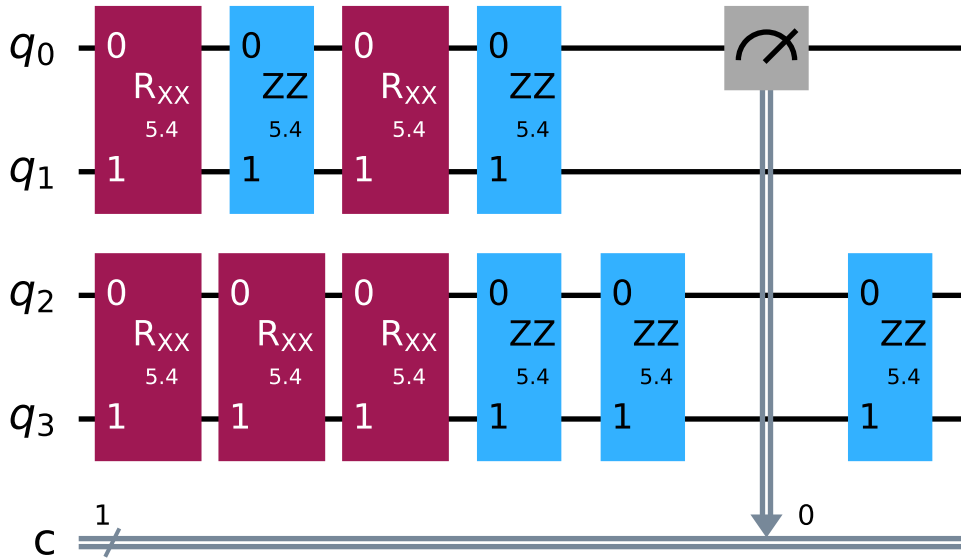 q0 0 0 0 0
RXX ZZ RXX ZZ
5.4 5.4 5.4 5.4
q1 1 1 1 1
q2 0 0 0 0 0 0
RXX RXX RXX ZZ ZZ ZZ
5.4 5.4 5.4 5.4 5.4 5.4
q3 1 1 1 1 1 1
1 0
c